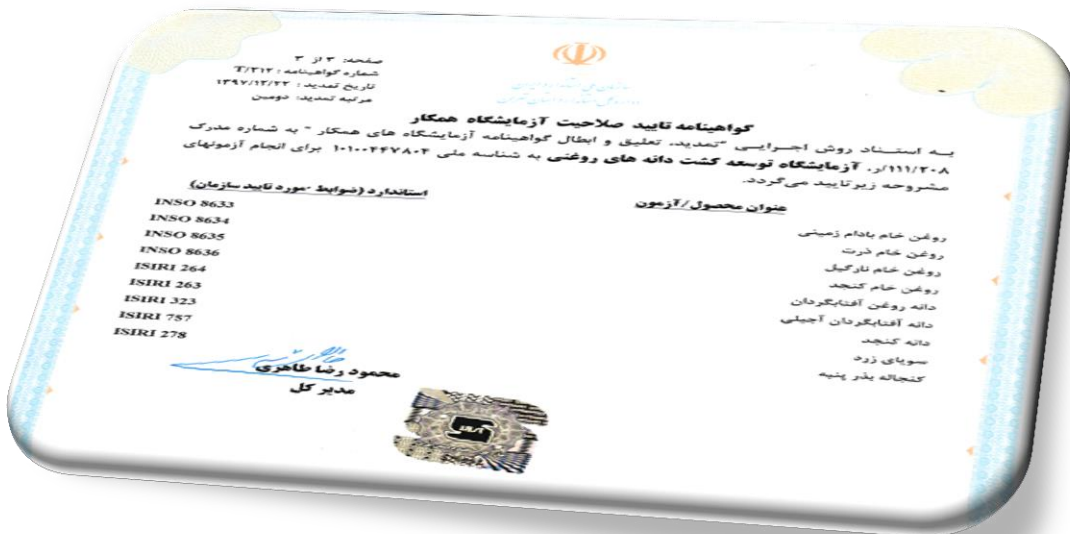 صفحه: ۳ از ۳
شماره گواهینامه: T/۳۱۲
تاریخ تمدید: ۱۳۹۷/۱۲/۲۲
مرتبه تمدید: دومین
گواهینامه تایید صلاحیت آزمایشگاه همکار
به استناد روش اجرایی "تمدید، تعلیق و ابطال گواهینامه آزمایشگاه های همکار" به شماره مدرک
۱۱۱/۲۰۸/ر، آزمایشگاه توسعه کشت دانه های روغنی به شناسه ملی ۱۰۱۰۰۴۴۷۸۰۴ برای انجام آزمونهای
مشروحه زیر تایید می گردد.
عنوان محصول/آزمون استاندارد (ضوابط مورد تایید سازمان)
روغن خام بادام زمینی INSO 8633
روغن خام ذرت INSO 8634
روغن خام نارگیل INSO 8635
روغن خام کنجد INSO 8636
دانه روغن آفتابگردان ISIRI 264
دانه آفتابگردان آجیلی ISIRI 263
دانه کنجد ISIRI 323
سویای زرد ISIRI 757
کنجاله بذر پنبه ISIRI 278
محمود رضا طاهری
مدیر کل